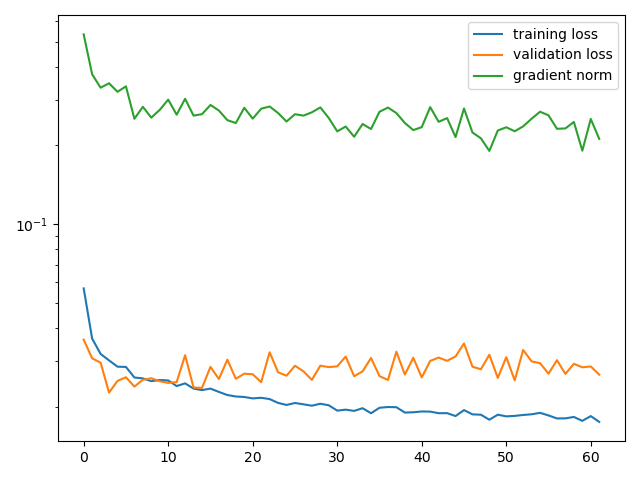 training loss
validation loss
gradient norm
10⁻¹
0 10 20 30 40 50 60